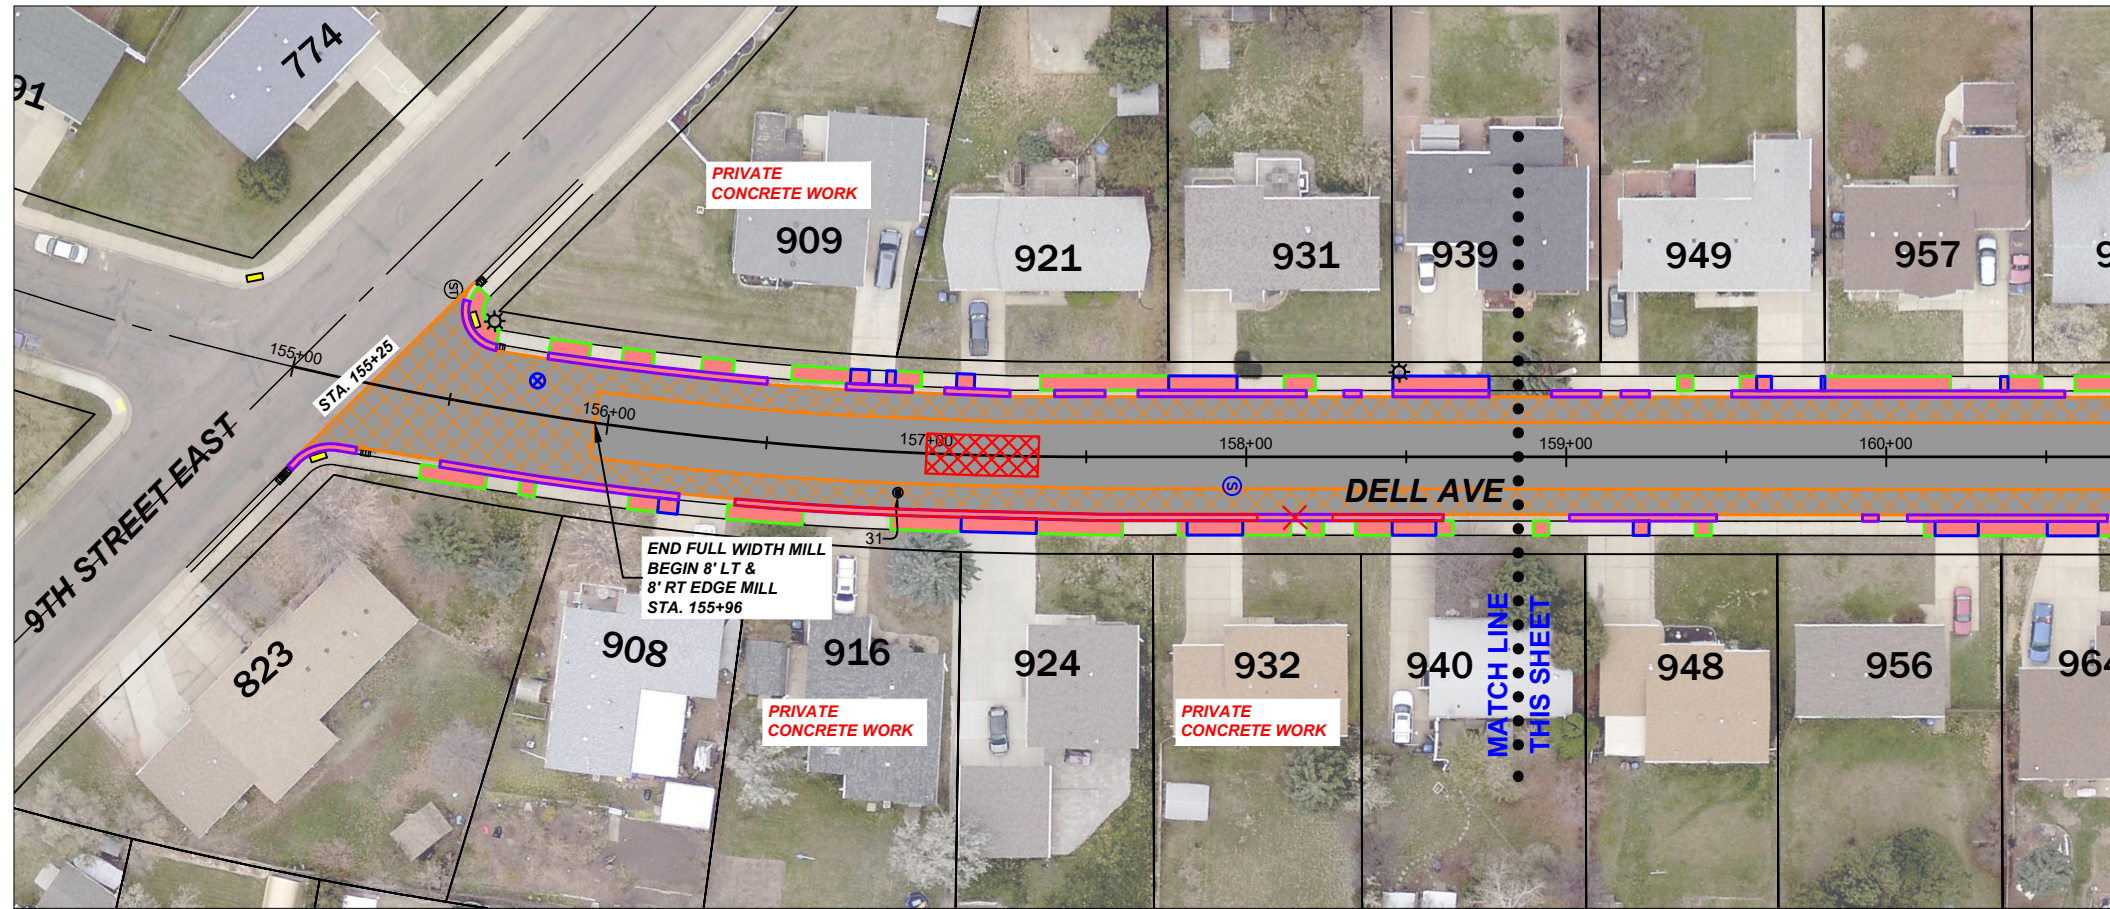 91
774
PRIVATE
CONCRETE WORK
909
921
931
939
949
957
9
ST
155+00
STA. 155+25
156+00
157+00
158+00
159+00
160+00
S
DELL AVE
9TH STREET EAST
31
END FULL WIDTH MILL
BEGIN 8' LT &
8' RT EDGE MILL
STA. 155+96
823
908
916
924
932
940
948
956
964
PRIVATE
CONCRETE WORK
PRIVATE
CONCRETE WORK
MATCH LINE
THIS SHEET